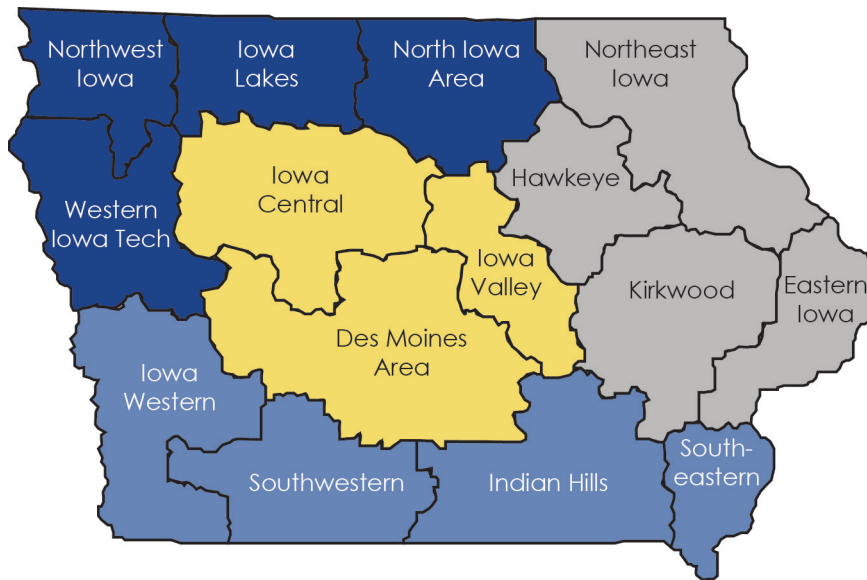 Northwest
Iowa
Iowa
Lakes
North Iowa
Area
Northeast
Iowa
Western
Iowa Tech
Iowa
Central
Hawkeye
Iowa
Valley
Des Moines
Area
Kirkwood
Eastern
Iowa
Iowa
Western
Southwestern
Indian Hills
South-
eastern